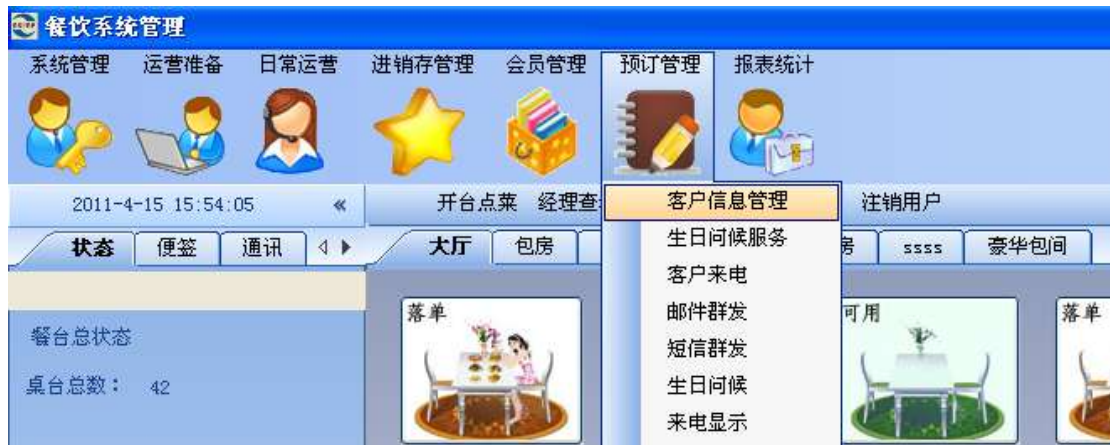 餐饮系统管理
系统管理 运营准备 日常运营 进销存管理 会员管理 预订管理 报表统计
2011-4-15 15:54:05 « 开台点菜 经理查 客户信息管理 注销用户
状态 便签 通讯 大厅 包房 生日问候服务 房 ssss 豪华包间
客户来电
落单 邮件群发 可用 落单
餐台总状态 短信群发
桌台总数： 42 生日问候
来电显示